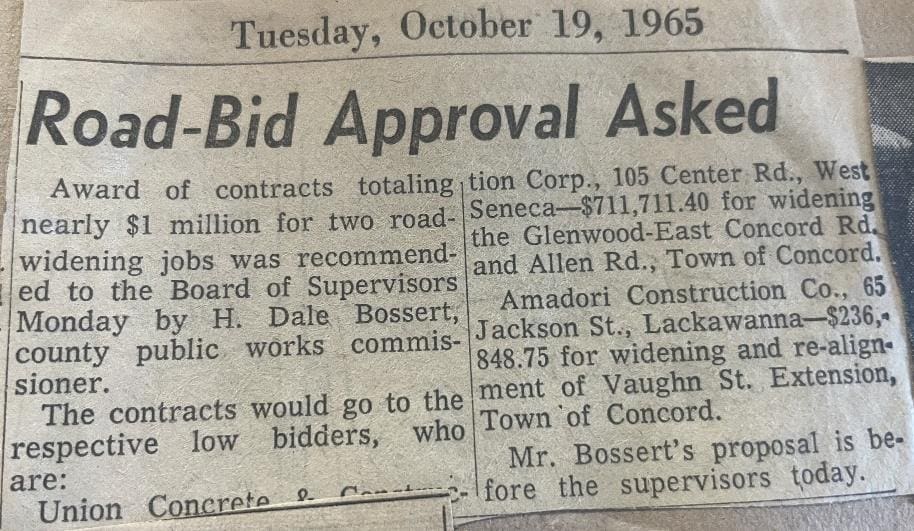 Tuesday, October 19, 1965
Road-Bid Approval Asked
Award of contracts totaling
nearly $1 million for two road-
widening jobs was recommend-
ed to the Board of Supervisors
Monday by H. Dale Bossert,
county public works commis-
sioner.
The contracts would go to the
respective low bidders, who
are:
Union Concrete & Construc-
tion Corp., 105 Center Rd., West
Seneca—$711,711.40 for widening
the Glenwood-East Concord Rd.
and Allen Rd., Town of Concord.
Amadori Construction Co., 65
Jackson St., Lackawanna—$236,-
848.75 for widening and re-align-
ment of Vaughn St. Extension,
Town of Concord.
Mr. Bossert's proposal is be-
fore the supervisors today.